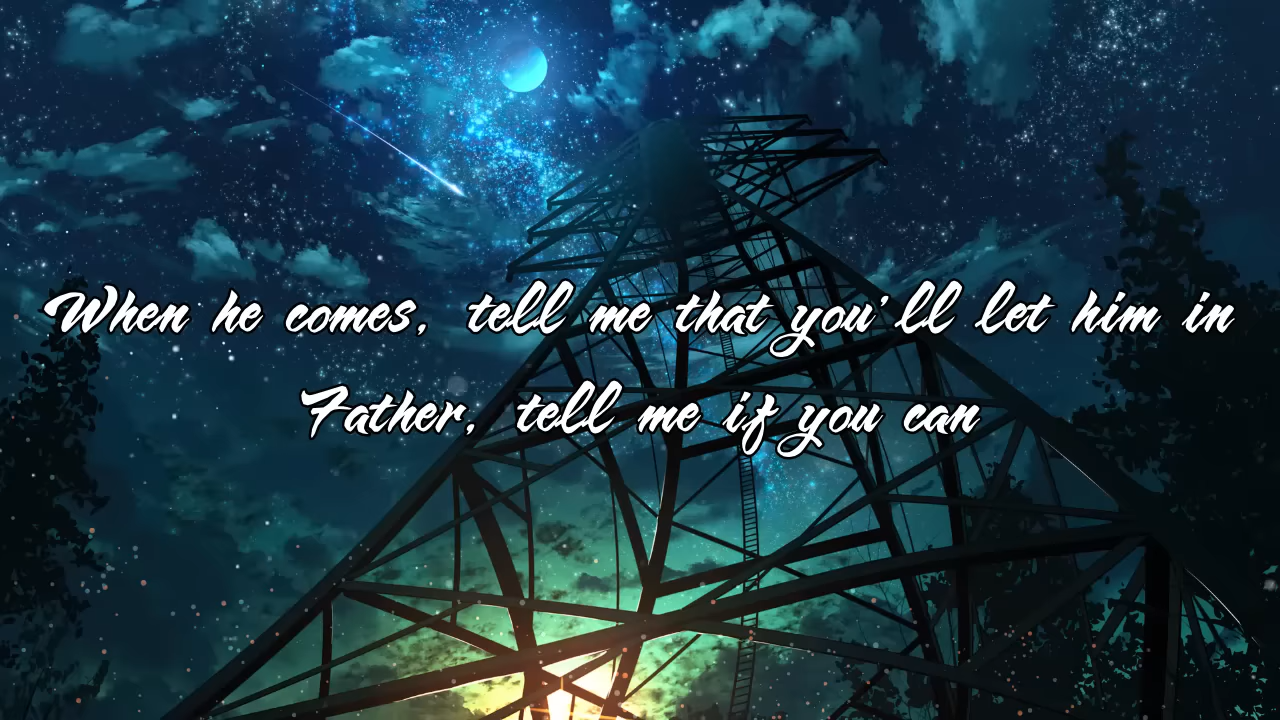 When he comes, tell me that you'll let him in
Father, tell me if you can